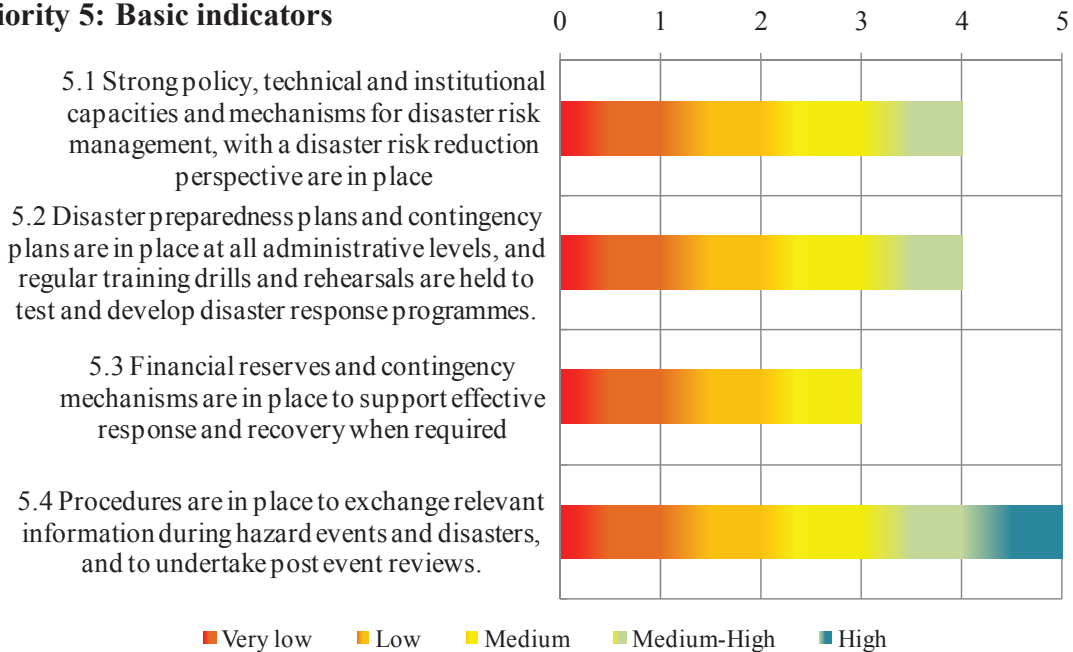 iority 5: Basic indicators
0 1 2 3 4 5
5.1 Strong policy, technical and institutional
capacities and mechanisms for disaster risk
management, with a disaster risk reduction
perspective are in place
5.2 Disaster preparedness plans and contingency
plans are in place at all administrative levels, and
regular training drills and rehearsals are held to
test and develop disaster response programmes.
5.3 Financial reserves and contingency
mechanisms are in place to support effective
response and recovery when required
5.4 Procedures are in place to exchange relevant
information during hazard events and disasters,
and to undertake post event reviews.
Very low Low Medium Medium-High High